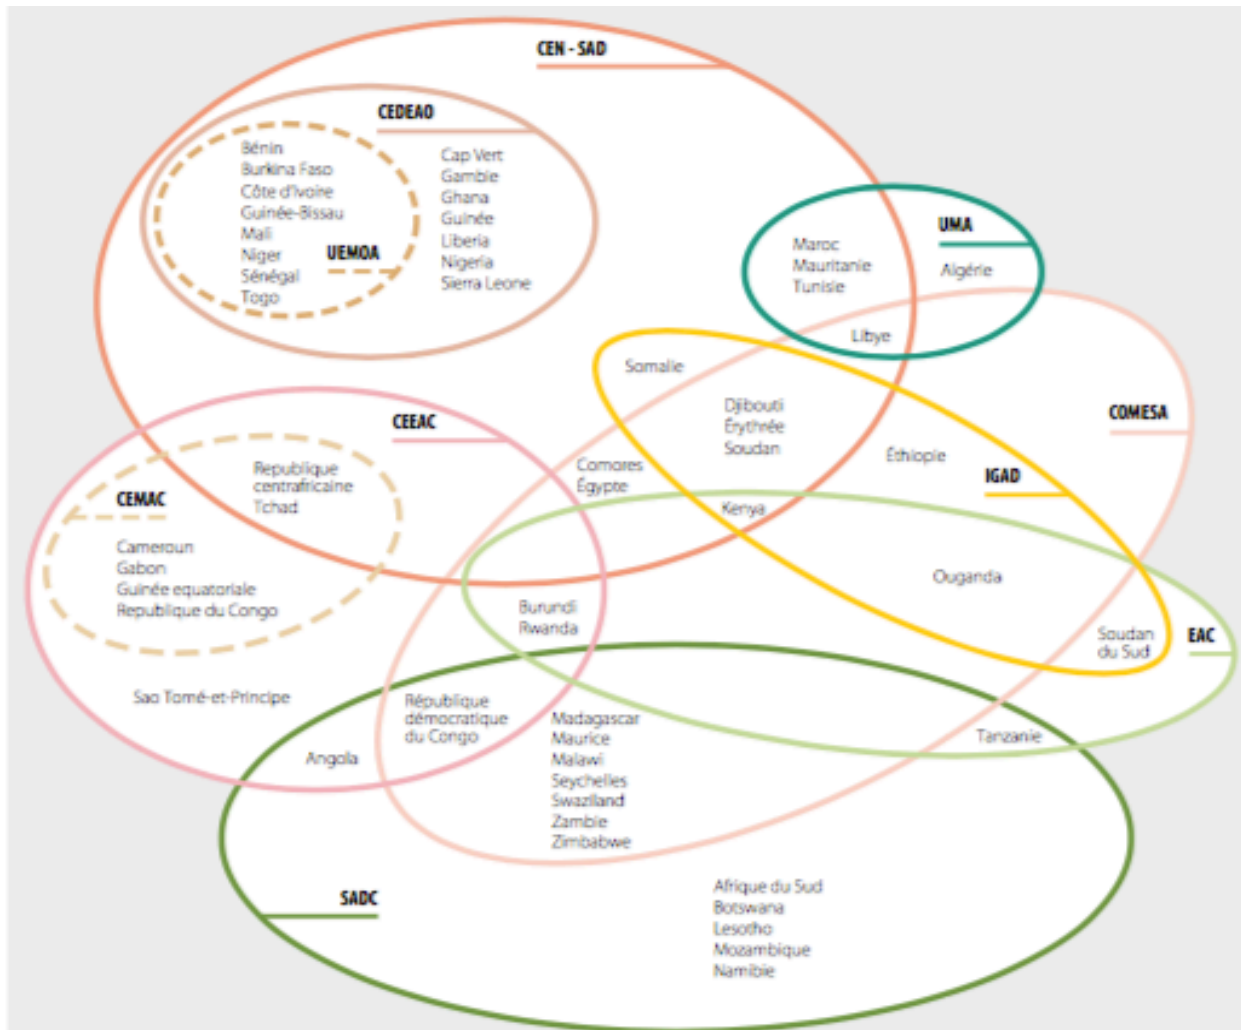 CEN - SAD
CEDEAO
Bénin
Burkina Faso
Côte d'Ivoire
Guinée-Bissau
Mali
Niger
Sénégal
Togo
UEMOA
Cap Vert
Gambie
Ghana
Guinée
Liberia
Nigeria
Sierra Leone
UMA
Maroc
Mauritanie
Tunisie
Algérie
Libye
Somalie
Djibouti
Érythrée
Soudan
COMESA
Éthiopie
IGAD
CEEAC
Comores
Égypte
Kenya
Republique
centrafricaine
Tchad
CEMAC
Cameroun
Gabon
Guinée equatoriale
Republique du Congo
Ouganda
Burundi
Rwanda
Soudan
du Sud
EAC
Sao Tomé-et-Principe
République
démocratique
du Congo
Angola
Madagascar
Maurice
Malawi
Seychelles
Swaziland
Zambie
Zimbabwe
Tanzanie
SADC
Afrique du Sud
Botswana
Lesotho
Mozambique
Namibie